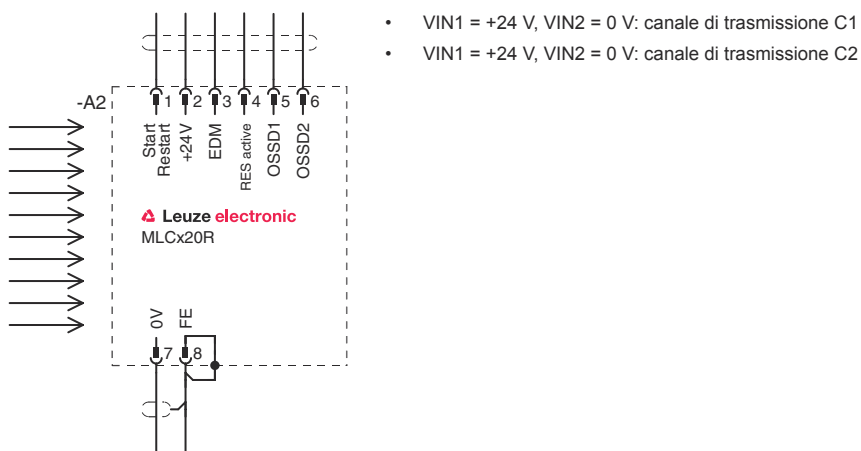 • VIN1 = +24 V, VIN2 = 0 V: canale di trasmissione C1
• VIN1 = +24 V, VIN2 = 0 V: canale di trasmissione C2
-A2
1 2 3 4 5 6
Start
Restart
+24V
EDM
RES active
OSSD1
OSSD2
Leuze electronic
MLCx20R
0V
FE
7 8